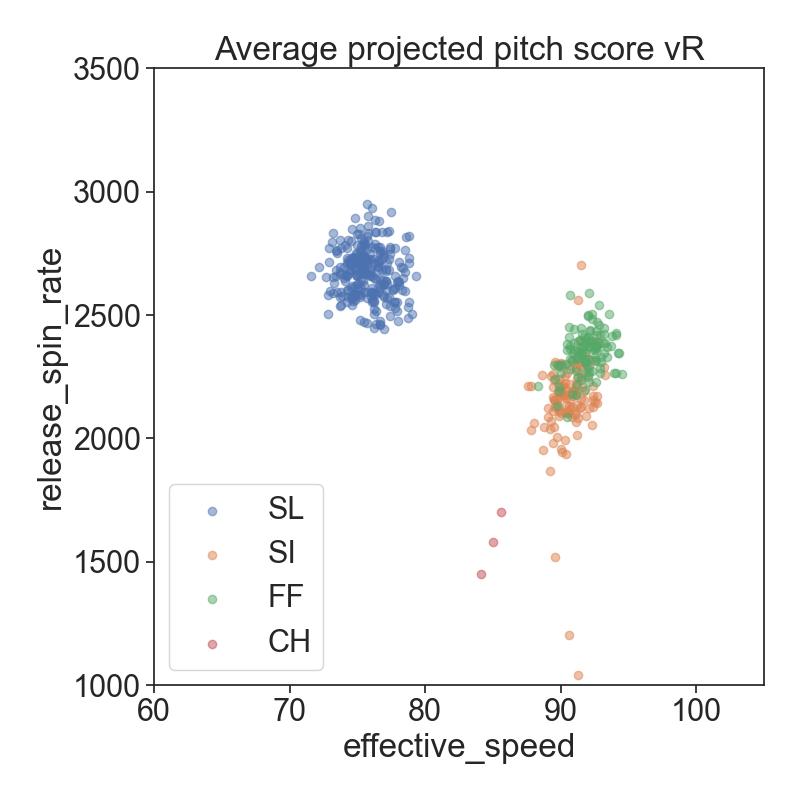 Average projected pitch score vR
3500
3000
2500
2000
1500
1000
release_spin_rate
SL
SI
FF
CH
60 70 80 90 100
effective_speed